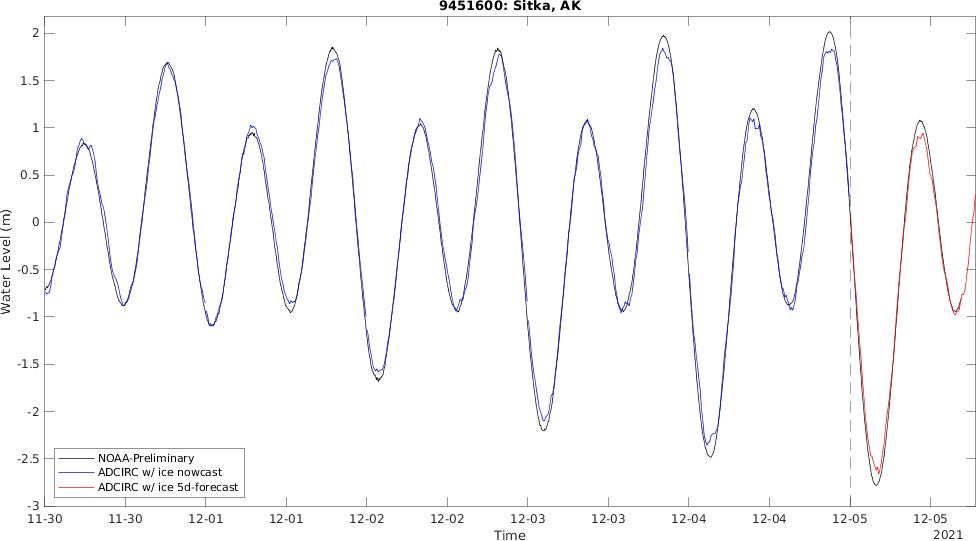 9451600: Sitka, AK
Water Level (m)
2
1.5
1
0.5
0
-0.5
-1
-1.5
-2
-2.5
-3
NOAA-Preliminary
ADCIRC w/ ice nowcast
ADCIRC w/ ice 5d-forecast
11-30 11-30 12-01 12-01 12-02 12-02 12-03 12-03 12-04 12-04 12-05 12-05
Time
2021